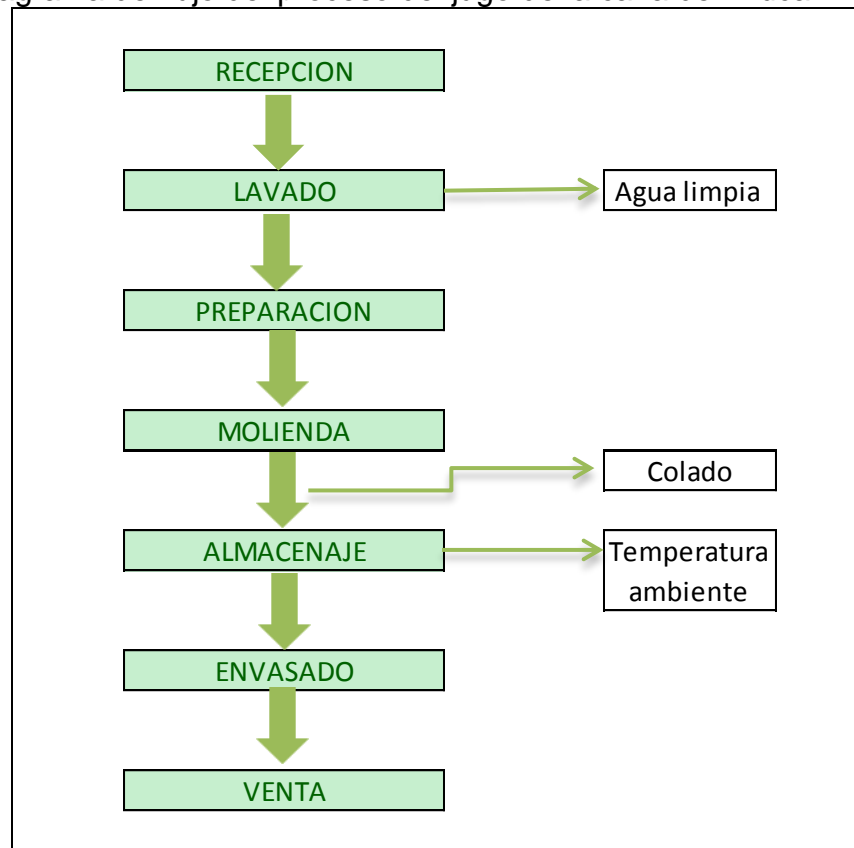 RECEPCION
LAVADO
Agua limpia
PREPARACION
MOLIENDA
Colado
ALMACENAJE
Temperatura
ambiente
ENVASADO
VENTA